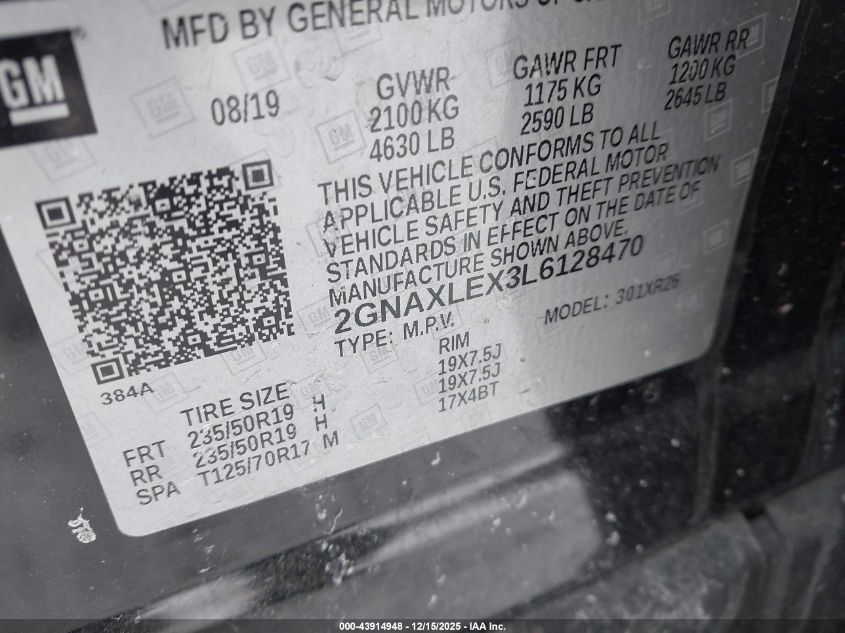 MFD BY GENERAL MOTORS OF
GM
08/19
GVWR
2100 KG
4630 LB
GAWR FRT
1175 KG
2590 LB
GAWR RR
1200 KG
2645 LB
THIS VEHICLE CONFORMS TO ALL
APPLICABLE U.S. FEDERAL MOTOR
VEHICLE SAFETY AND THEFT PREVENTION
STANDARDS IN EFFECT ON THE DATE OF
MANUFACTURE SHOWN ABOVE.
2GNAXLEX3L6128470
TYPE: M.P.V.
MODEL: 301XR26
384A
TIRE SIZE
RIM
FRT 235/50R19 H 19X7.5J
RR 235/50R19 H 19X7.5J
SPA T125/70R17 M 17X4BT
000-43914948 - 12/15/2025 - IAA Inc.